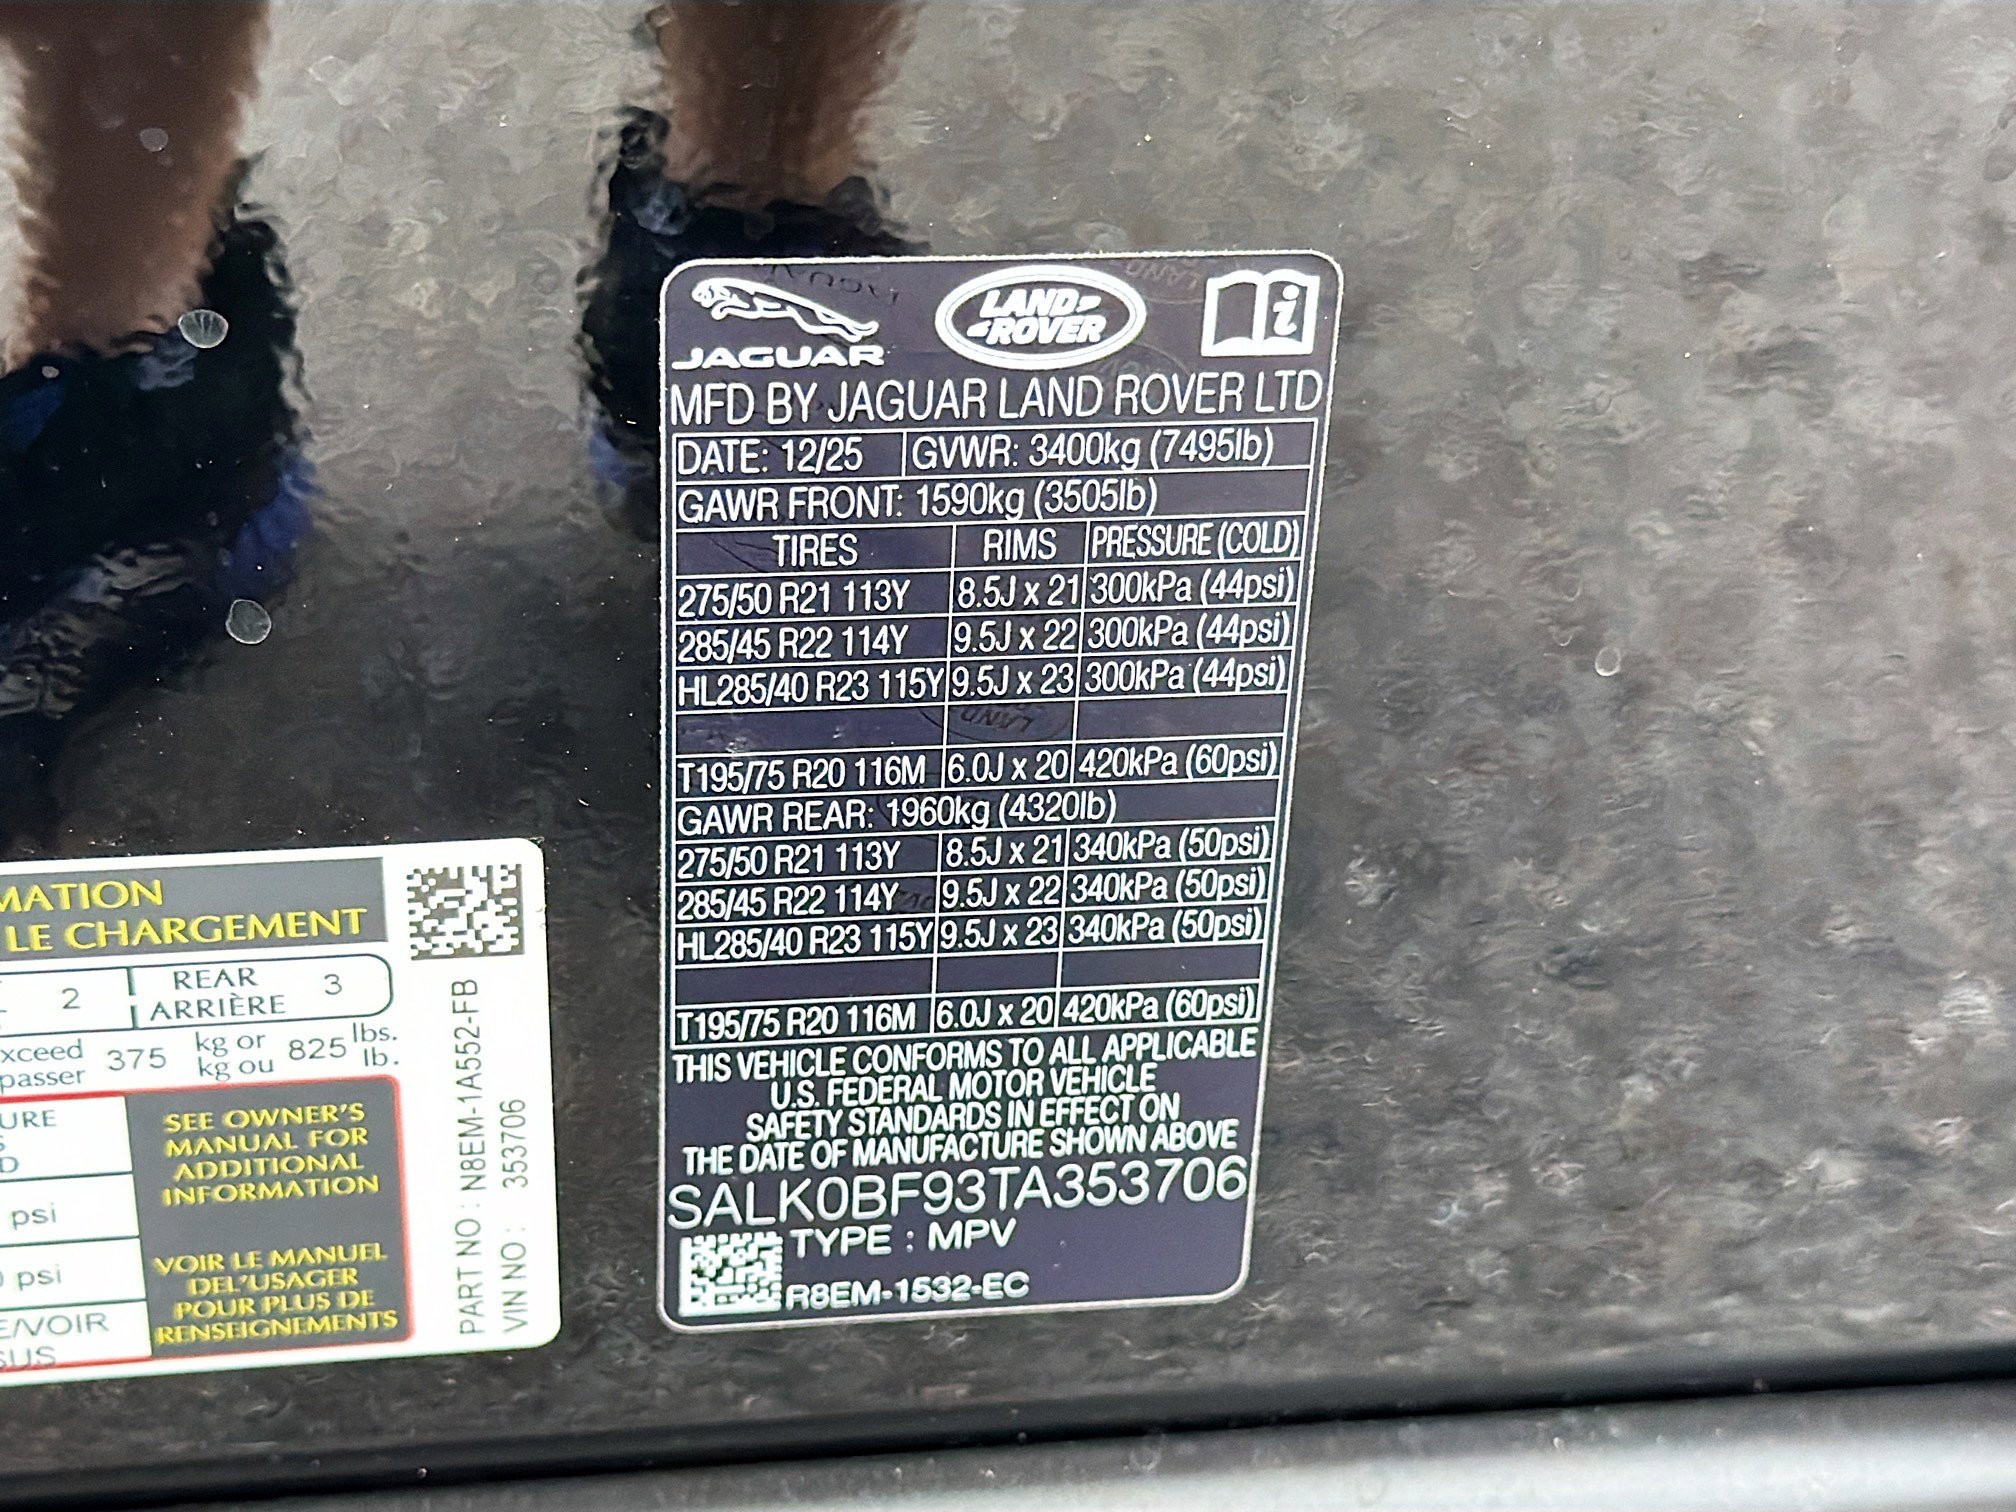 JAGUAR
LAND ROVER
MFD BY JAGUAR LAND ROVER LTD
DATE: 12/25 GVWR: 3400kg (7495lb)
GAWR FRONT: 1590kg (3505lb)
TIRES RIMS PRESSURE (COLD)
275/50 R21 113Y 8.5J x 21 300kPa (44psi)
285/45 R22 114Y 9.5J x 22 300kPa (44psi)
HL285/40 R23 115Y 9.5J x 23 300kPa (44psi)
T195/75 R20 116M 6.0J x 20 420kPa (60psi)
GAWR REAR: 1960kg (4320lb)
275/50 R21 113Y 8.5J x 21 340kPa (50psi)
285/45 R22 114Y 9.5J x 22 340kPa (50psi)
HL285/40 R23 115Y 9.5J x 23 340kPa (50psi)
T195/75 R20 116M 6.0J x 20 420kPa (60psi)
THIS VEHICLE CONFORMS TO ALL APPLICABLE
U.S. FEDERAL MOTOR VEHICLE
SAFETY STANDARDS IN EFFECT ON
THE DATE OF MANUFACTURE SHOWN ABOVE
SALK0BF93TA353706
TYPE : MPV
R8EM-1532-EC
MATION
LE CHARGEMENT
2 REAR 3
ARRIÈRE
xceed 375 kg or 825 lbs.
passer kg ou lb.
URE
S
D
psi
0 psi
E/VOIR
SUS
SEE OWNER'S
MANUAL FOR
ADDITIONAL
INFORMATION
VOIR LE MANUEL
DEL'USAGER
POUR PLUS DE
RENSEIGNEMENTS
PART NO : N8EM-1A552-FB
VIN NO : 353706